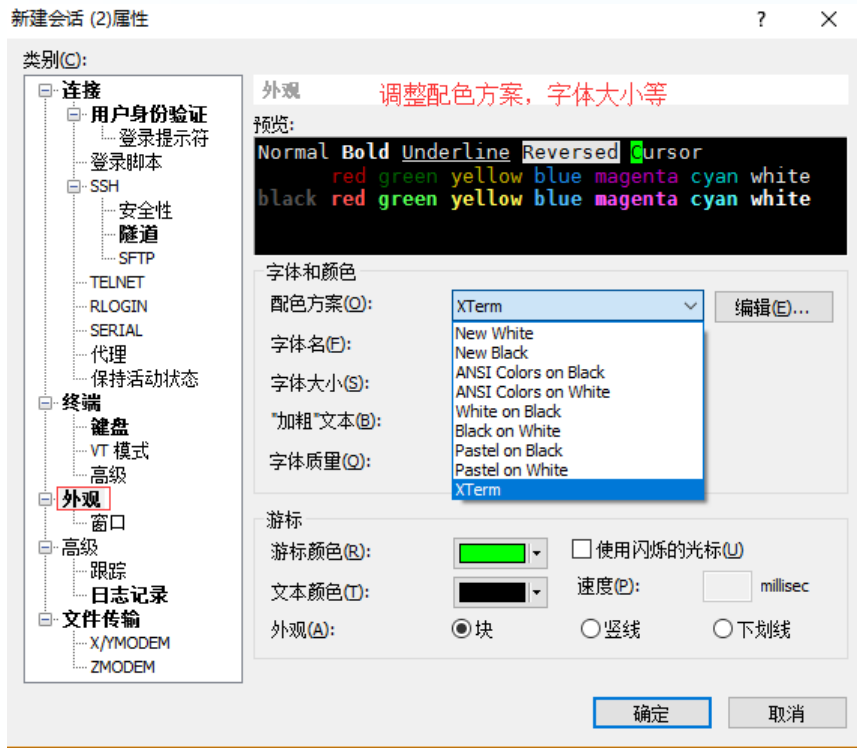 新建会话 (2)属性
?
类别(C):
连接
用户身份验证
登录提示符
登录脚本
SSH
安全性
隧道
SFTP
TELNET
RLOGIN
SERIAL
代理
保持活动状态
终端
键盘
VT 模式
高级
外观
窗口
高级
跟踪
日志记录
文件传输
X/YMODEM
ZMODEM
外观
调整配色方案，字体大小等
预览:
Normal Bold Underline Reversed Cursor
red green yellow blue magenta cyan white
black red green yellow blue magenta cyan white
字体和颜色
配色方案(O):
XTerm
编辑(E)...
字体名(F):
字体大小(S):
"加粗"文本(B):
字体质量(Q):
New White
New Black
ANSI Colors on Black
ANSI Colors on White
White on Black
Black on White
Pastel on Black
Pastel on White
XTerm
游标
游标颜色(R):
使用闪烁的光标(U)
文本颜色(T):
速度(P):
millisec
外观(A):
块
竖线
下划线
确定
取消